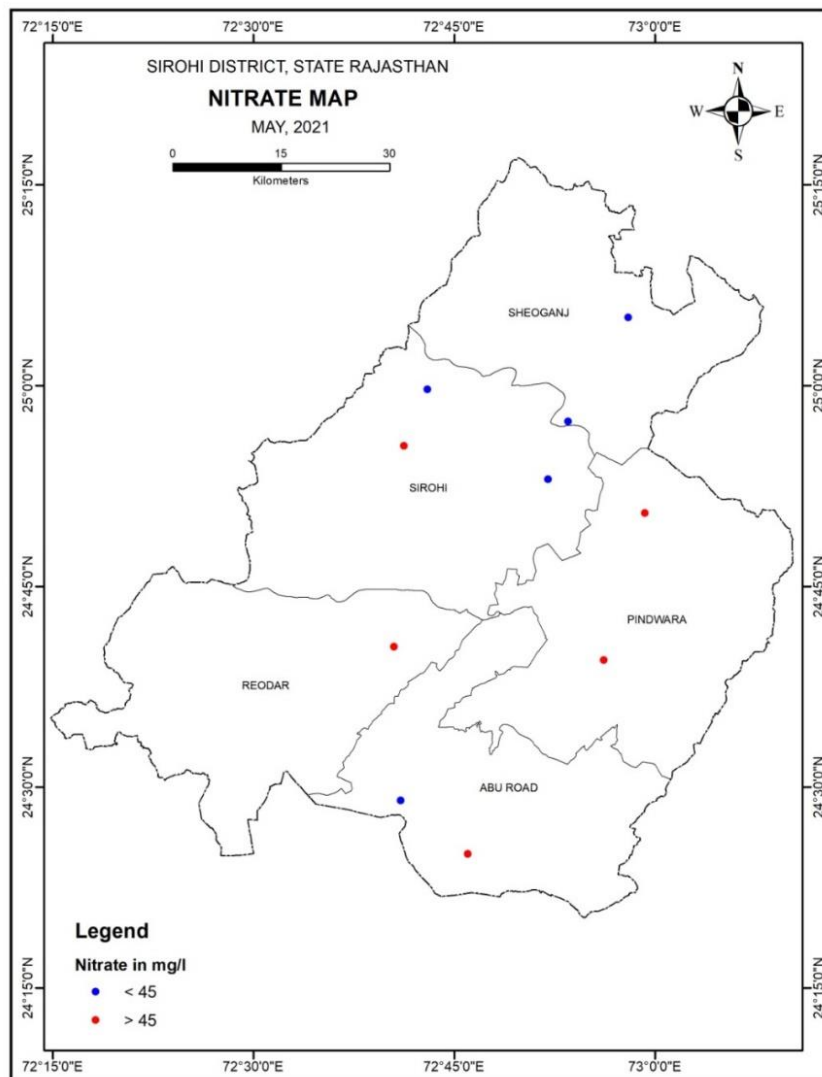 72°15'0"E 72°30'0"E 72°45'0"E 73°0'0"E
SIROHI DISTRICT, STATE RAJASTHAN
NITRATE MAP
MAY, 2021
0 15 30
Kilometers
N
W E
S
25°15'0"N 25°15'0"N
SHEOGANJ
25°0'0"N 25°0'0"N
SIROHI
24°45'0"N 24°45'0"N
PINDWARA
REODAR
24°30'0"N 24°30'0"N
ABU ROAD
Legend
Nitrate in mg/l
< 45
> 45
24°15'0"N 24°15'0"N
72°15'0"E 72°30'0"E 72°45'0"E 73°0'0"E